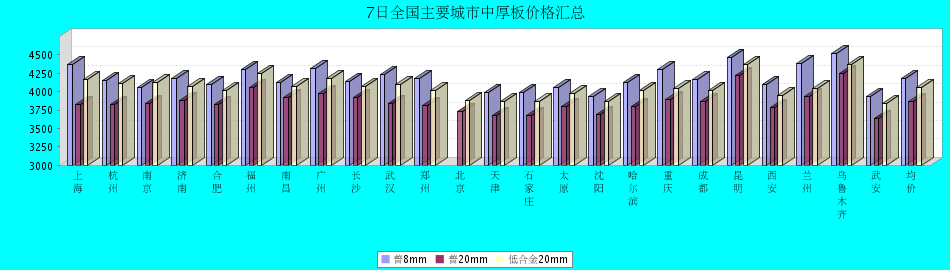 7日全国主要城市中厚板价格汇总
4500
4250
4000
3750
3500
3250
3000
上海 杭州 南京 济南 合肥 福州 南昌 广州 长沙 武汉 郑州 北京 天津 石家庄 太原 沈阳 哈尔滨 重庆 成都 昆明 西安 兰州 乌鲁木齐 武安 均价
普8mm 普20mm 低合金20mm